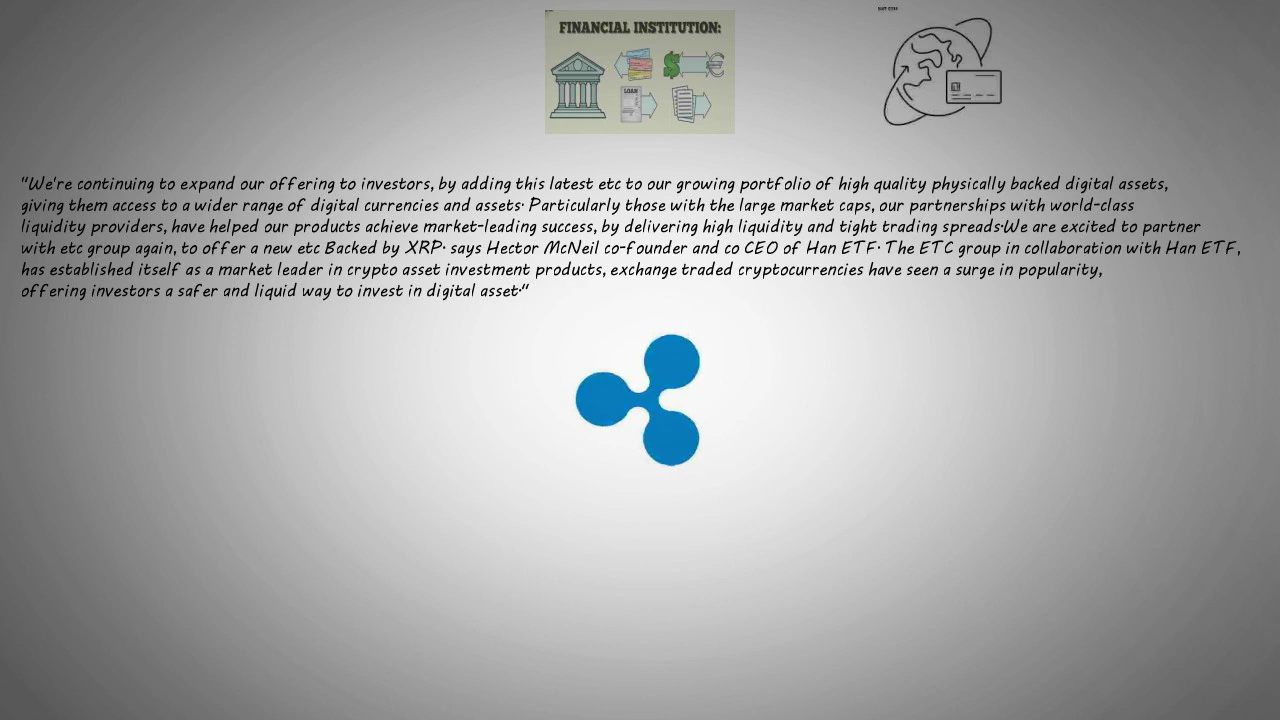 FINANCIAL INSTITUTION:
LOAN
"We're continuing to expand our offering to investors, by adding this latest etc to our growing portfolio of high quality physically backed digital assets,
giving them access to a wider range of digital currencies and assets· Particularly those with the large market caps, our partnerships with world-class
liquidity providers, have helped our products achieve market-leading success, by delivering high liquidity and tight trading spreads·We are excited to partner
with etc group again, to offer a new etc Backed by XRP· says Hector McNeil co-founder and co CEO of Han ETF· The ETC group in collaboration with Han ETF,
has established itself as a market leader in crypto asset investment products, exchange traded cryptocurrencies have seen a surge in popularity,
offering investors a safer and liquid way to invest in digital asset·"